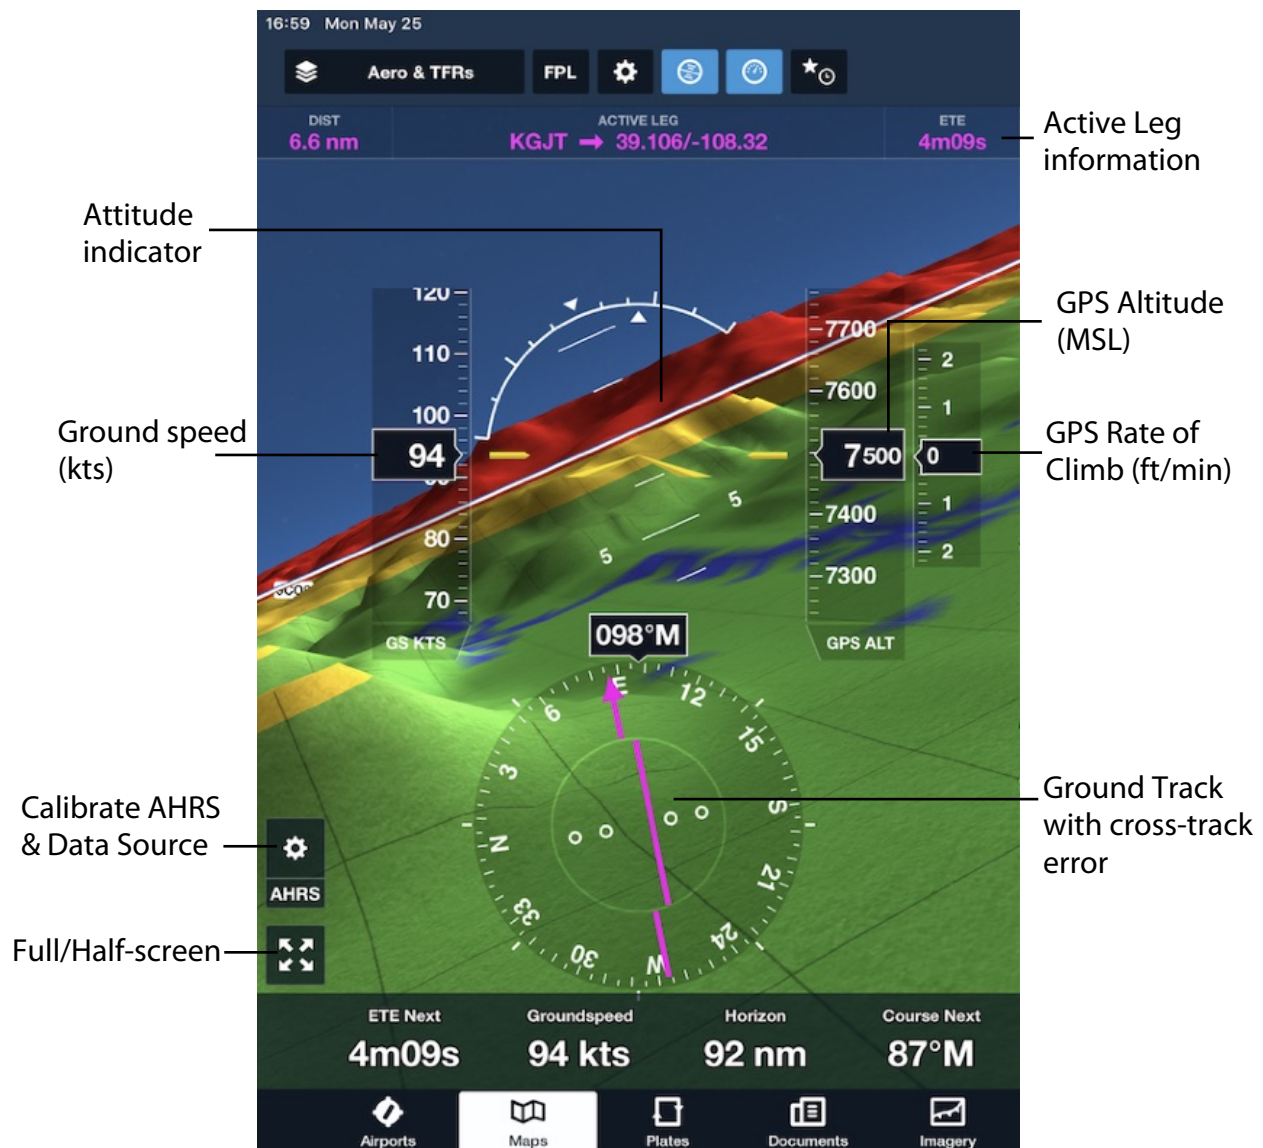 16:59 Mon May 25
Aero & TFRs FPL
DIST ACTIVE LEG ETE
6.6 nm KGJT → 39.106/-108.32 4m09s
Active Leg
information
Attitude
indicator
GPS Altitude
(MSL)
Ground speed
(kts)
GPS Rate of
Climb (ft/min)
120
110
100
94
80
70
GS KTS
7700
7600
7500
7400
7300
GPS ALT
2
1
0
1
2
5
5
098°M
E
12
15
S
21
24
W
30
33
N
3
6
Calibrate AHRS
& Data Source
AHRS
Full/Half-screen
Ground Track
with cross-track
error
ETE Next Groundspeed Horizon Course Next
4m09s 94 kts 92 nm 87°M
Airports Maps Plates Documents Imagery